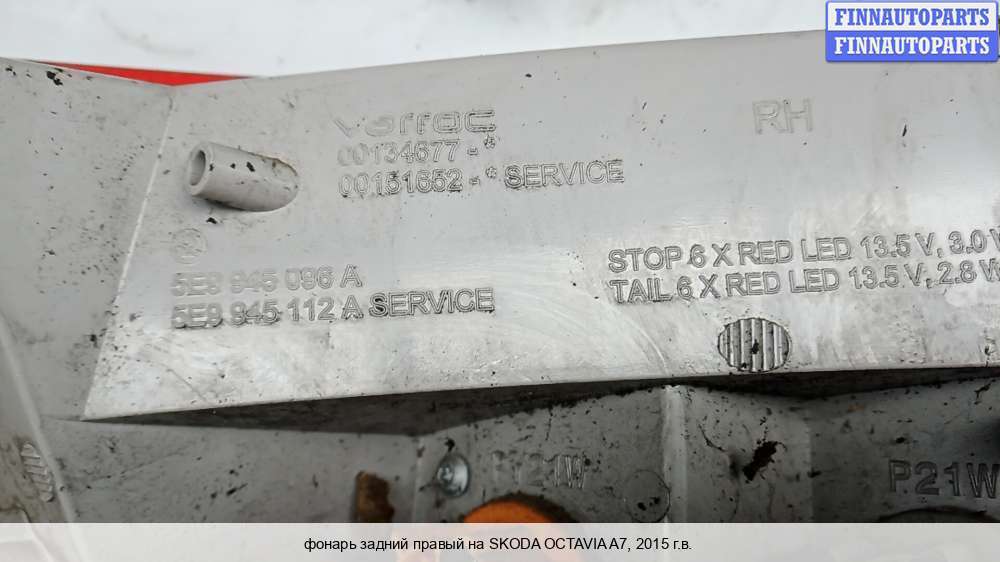 FINNAUTOPARTS
FINNAUTOPARTS
varroc
RH
00134677 - *
00151652 - * SERVICE
5E9 945 096 A
5E9 945 112 A SERVICE
STOP 6 X RED LED 13.5 V, 3.0 W
TAIL 6 X RED LED 13.5 V, 2.8 W
PY21W
P21W
фонарь задний правый на SKODA OCTAVIA A7, 2015 г.в.